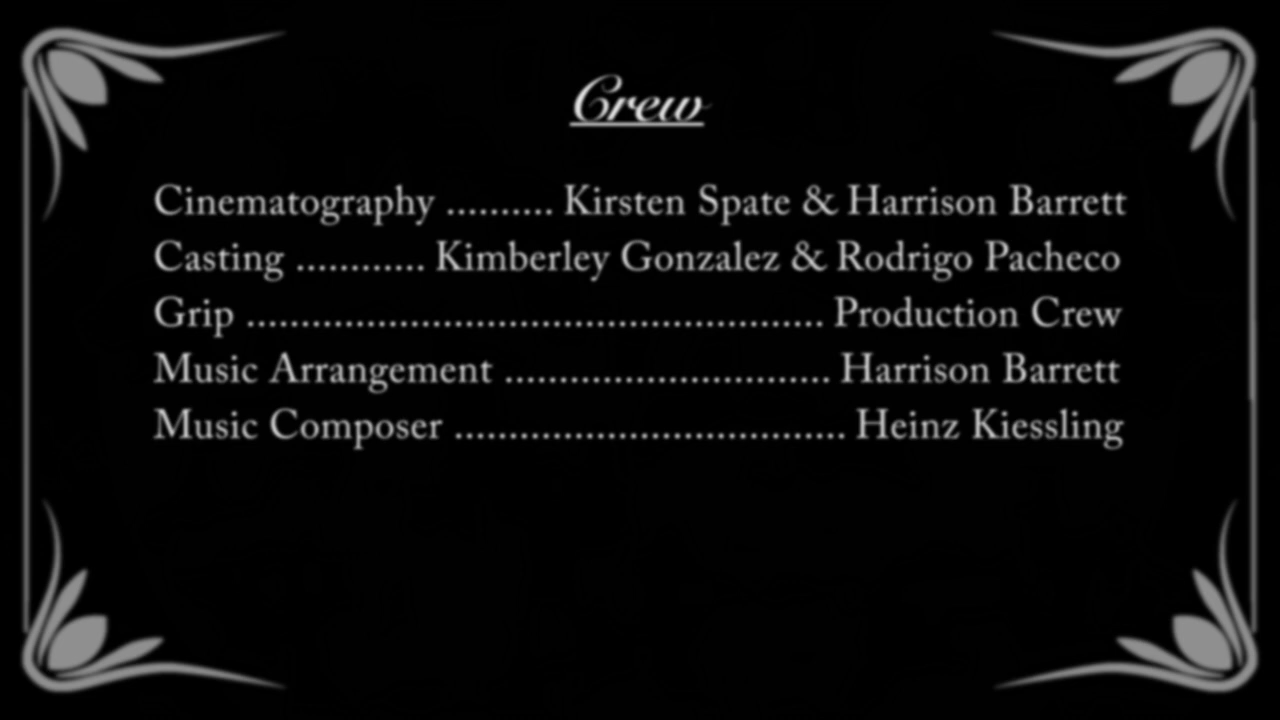 Crew
Cinematography .......... Kirsten Spate & Harrison Barrett
Casting ............ Kimberley Gonzalez & Rodrigo Pacheco
Grip ...................................................... Production Crew
Music Arrangement .............................. Harrison Barrett
Music Composer .................................... Heinz Kiessling